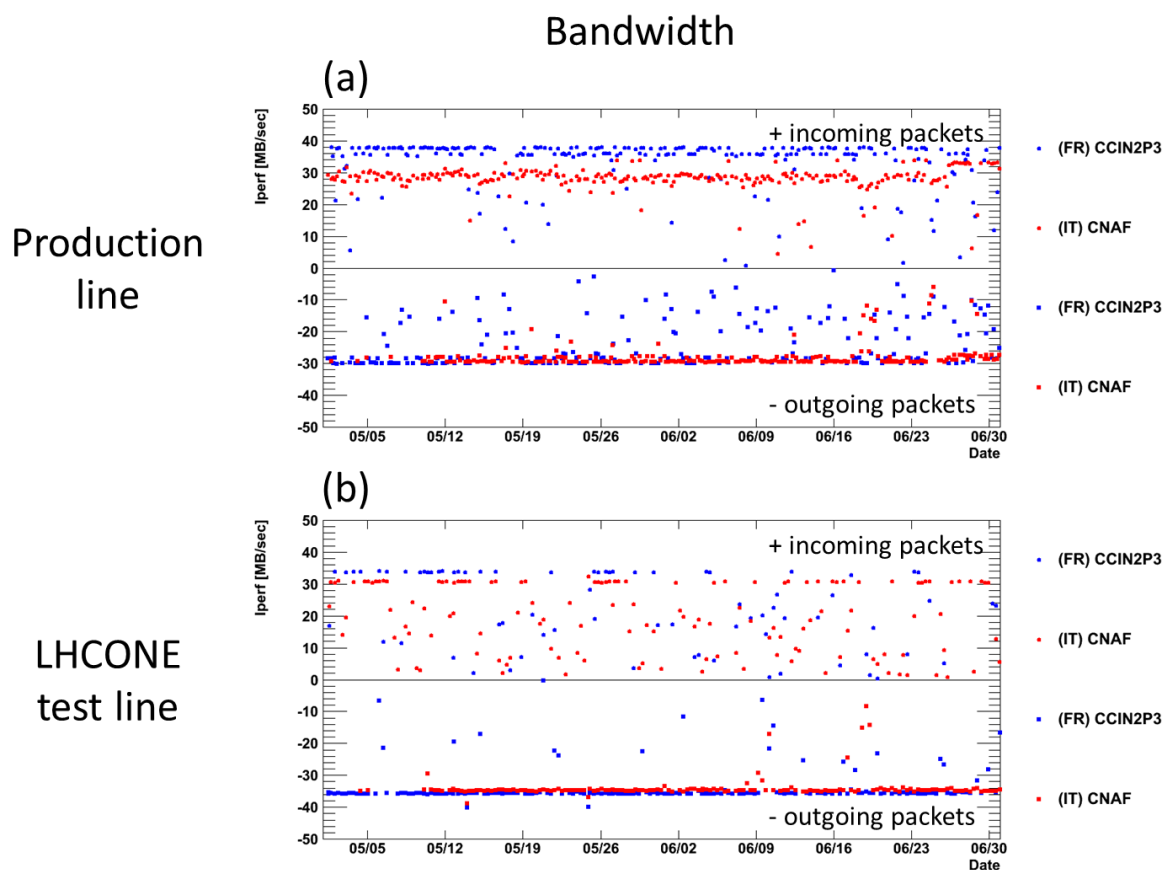 Bandwidth
(a)
Iperf [MB/sec]
50
40
30
20
10
0
-10
-20
-30
-40
-50
+ incoming packets
- outgoing packets
05/05 05/12 05/19 05/26 06/02 06/09 06/16 06/23 06/30
Date
(FR) CCIN2P3
(IT) CNAF
(FR) CCIN2P3
(IT) CNAF
Production
line
(b)
Iperf [MB/sec]
50
40
30
20
10
0
-10
-20
-30
-40
-50
+ incoming packets
- outgoing packets
05/05 05/12 05/19 05/26 06/02 06/09 06/16 06/23 06/30
Date
(FR) CCIN2P3
(IT) CNAF
(FR) CCIN2P3
(IT) CNAF
LHCONE
test line